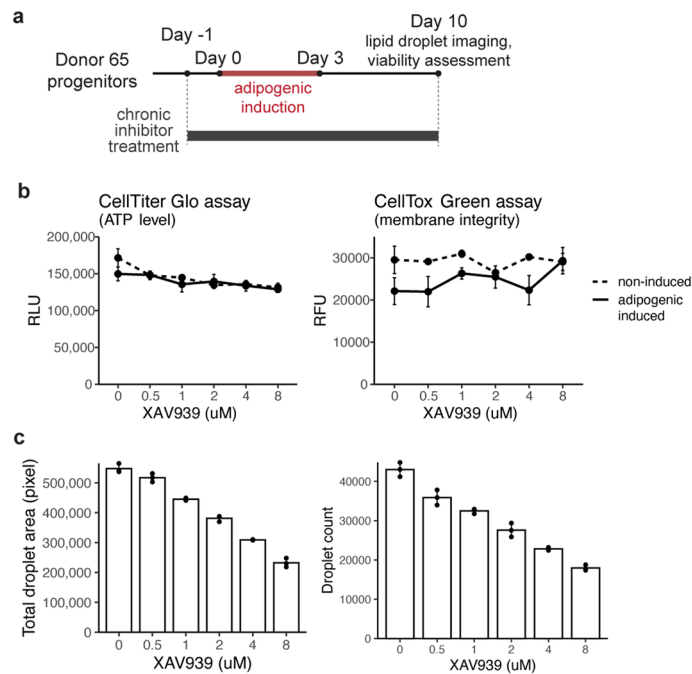 a
Day -1
Day 10
Donor 65
progenitors
Day 0
Day 3
lipid droplet imaging,
viability assessment
adipogenic
induction
chronic
inhibitor
treatment
b
CellTiter Glo assay
(ATP level)
200,000
150,000
100,000
50,000
0
RLU
0 0.5 1 2 4 8
XAV939 (uM)
CellTox Green assay
(membrane integrity)
30000
20000
10000
0
RFU
0 0.5 1 2 4 8
XAV939 (uM)
non-induced
adipogenic
induced
c
Total droplet area (pixel)
500,000
400,000
300,000
200,000
100,000
0
0 0.5 1 2 4 8
XAV939 (uM)
Droplet count
40000
30000
20000
10000
0
0 0.5 1 2 4 8
XAV939 (uM)